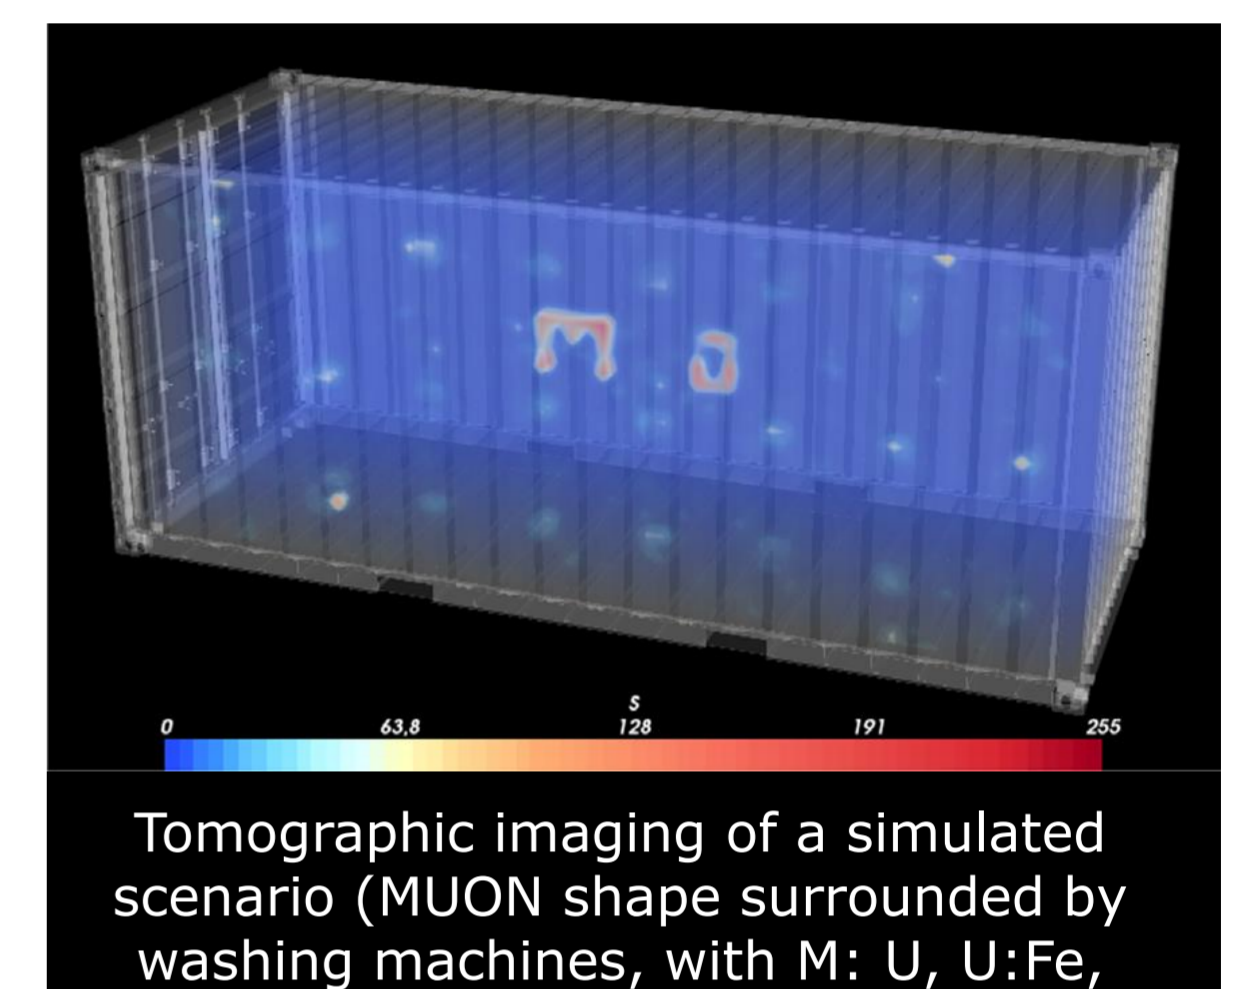 S
0 63,8 128 191 255
Tomographic imaging of a simulated
scenario (MUON shape surrounded by
washing machines, with M: U, U:Fe,